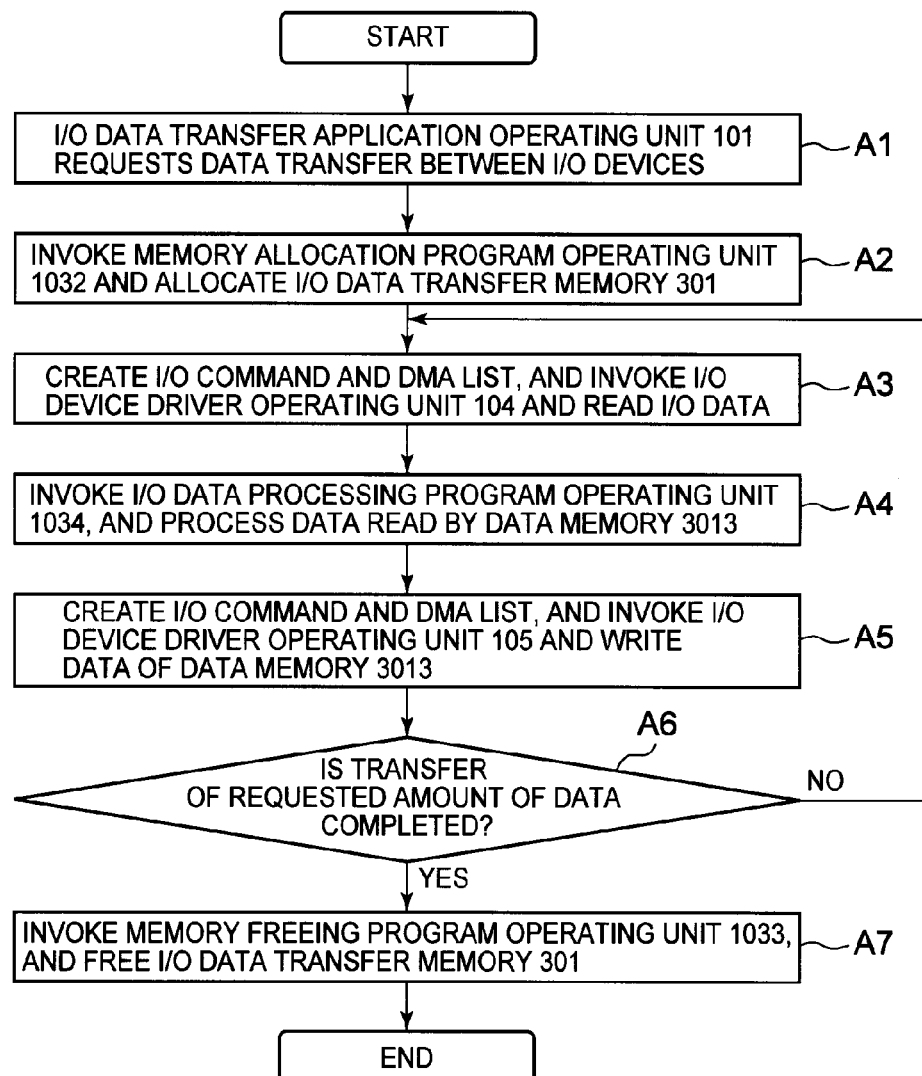 START
I/O DATA TRANSFER APPLICATION OPERATING UNIT 101
REQUESTS DATA TRANSFER BETWEEN I/O DEVICES
A1
INVOKE MEMORY ALLOCATION PROGRAM OPERATING UNIT
1032 AND ALLOCATE I/O DATA TRANSFER MEMORY 301
A2
CREATE I/O COMMAND AND DMA LIST, AND INVOKE I/O
DEVICE DRIVER OPERATING UNIT 104 AND READ I/O DATA
A3
INVOKE I/O DATA PROCESSING PROGRAM OPERATING UNIT
1034, AND PROCESS DATA READ BY DATA MEMORY 3013
A4
CREATE I/O COMMAND AND DMA LIST, AND INVOKE I/O
DEVICE DRIVER OPERATING UNIT 105 AND WRITE
DATA OF DATA MEMORY 3013
A5
A6
IS TRANSFER
OF REQUESTED AMOUNT OF DATA
COMPLETED?
NO
YES
INVOKE MEMORY FREEING PROGRAM OPERATING UNIT 1033,
AND FREE I/O DATA TRANSFER MEMORY 301
A7
END